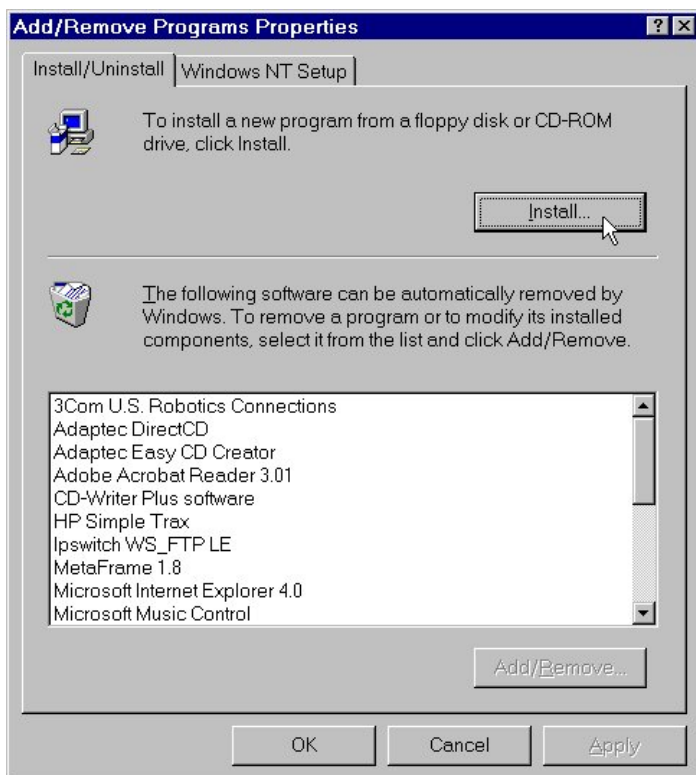 Add/Remove Programs Properties
Install/Uninstall
Windows NT Setup
To install a new program from a floppy disk or CD-ROM
drive, click Install.
Install...
The following software can be automatically removed by
Windows. To remove a program or to modify its installed
components, select it from the list and click Add/Remove.
3Com U.S. Robotics Connections
Adaptec DirectCD
Adaptec Easy CD Creator
Adobe Acrobat Reader 3.01
CD-Writer Plus software
HP Simple Trax
Ipswitch WS_FTP LE
MetaFrame 1.8
Microsoft Internet Explorer 4.0
Microsoft Music Control
Add/Remove...
OK
Cancel
Apply